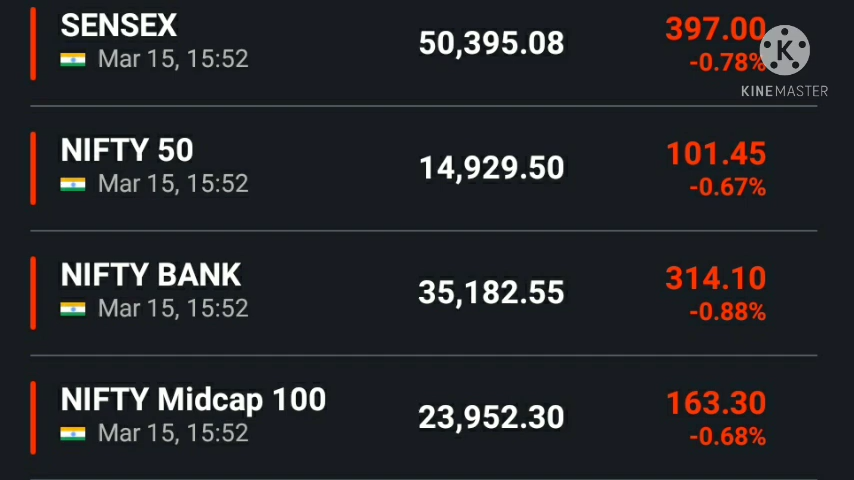 SENSEX
50,395.08
397.00
Mar 15, 15:52
-0.78%
K
KINEMASTER
NIFTY 50
14,929.50
101.45
Mar 15, 15:52
-0.67%
NIFTY BANK
35,182.55
314.10
Mar 15, 15:52
-0.88%
NIFTY Midcap 100
23,952.30
163.30
Mar 15, 15:52
-0.68%